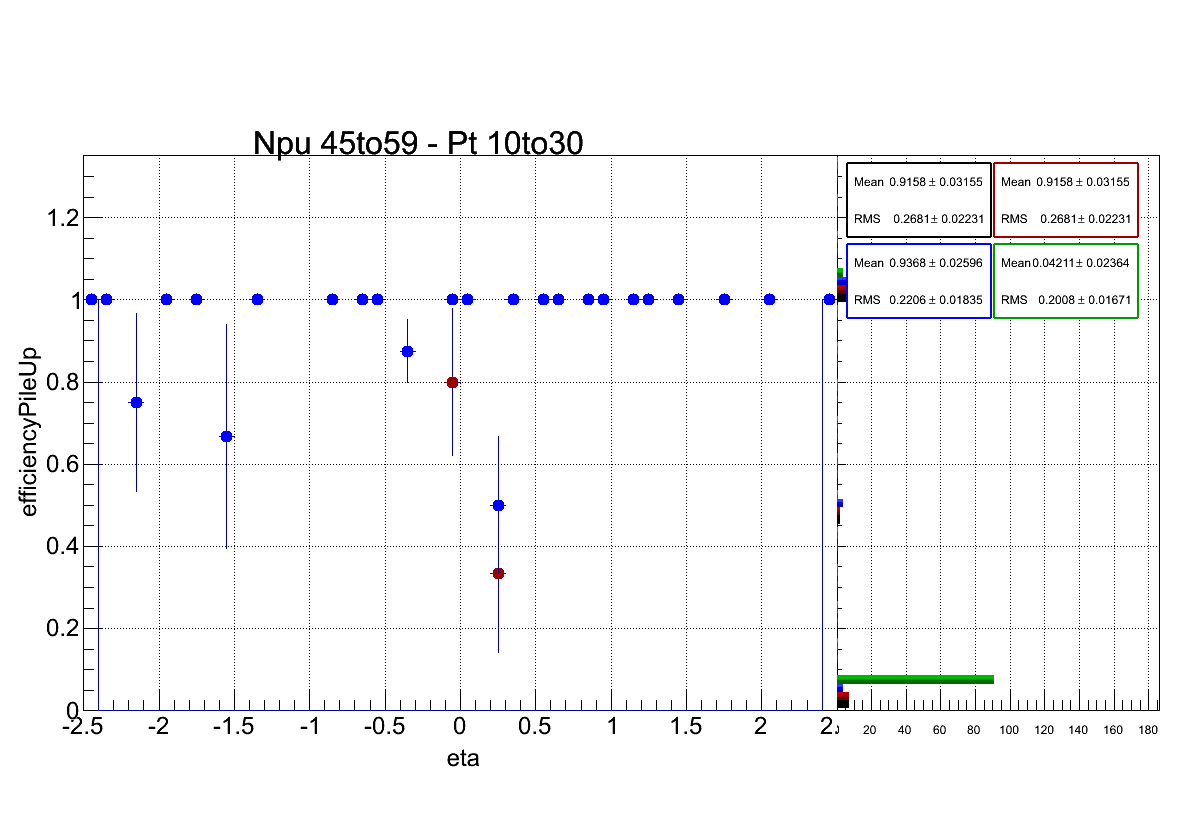 Npu 45to59 - Pt 10to30
Mean 0.9158 ± 0.03155
RMS 0.2681± 0.02231
Mean 0.9158 ± 0.03155
RMS 0.2681± 0.02231
Mean 0.9368 ± 0.02596
RMS 0.2206 ± 0.01835
Mean0.04211± 0.02364
RMS 0.2008 ± 0.01671
efficiencyPileUp
1.2
1
0.8
0.6
0.4
0.2
0
-2.5 -2 -1.5 -1 -0.5 0 0.5 1 1.5 2 2.
20 40 60 80 100 120 140 160 180
eta